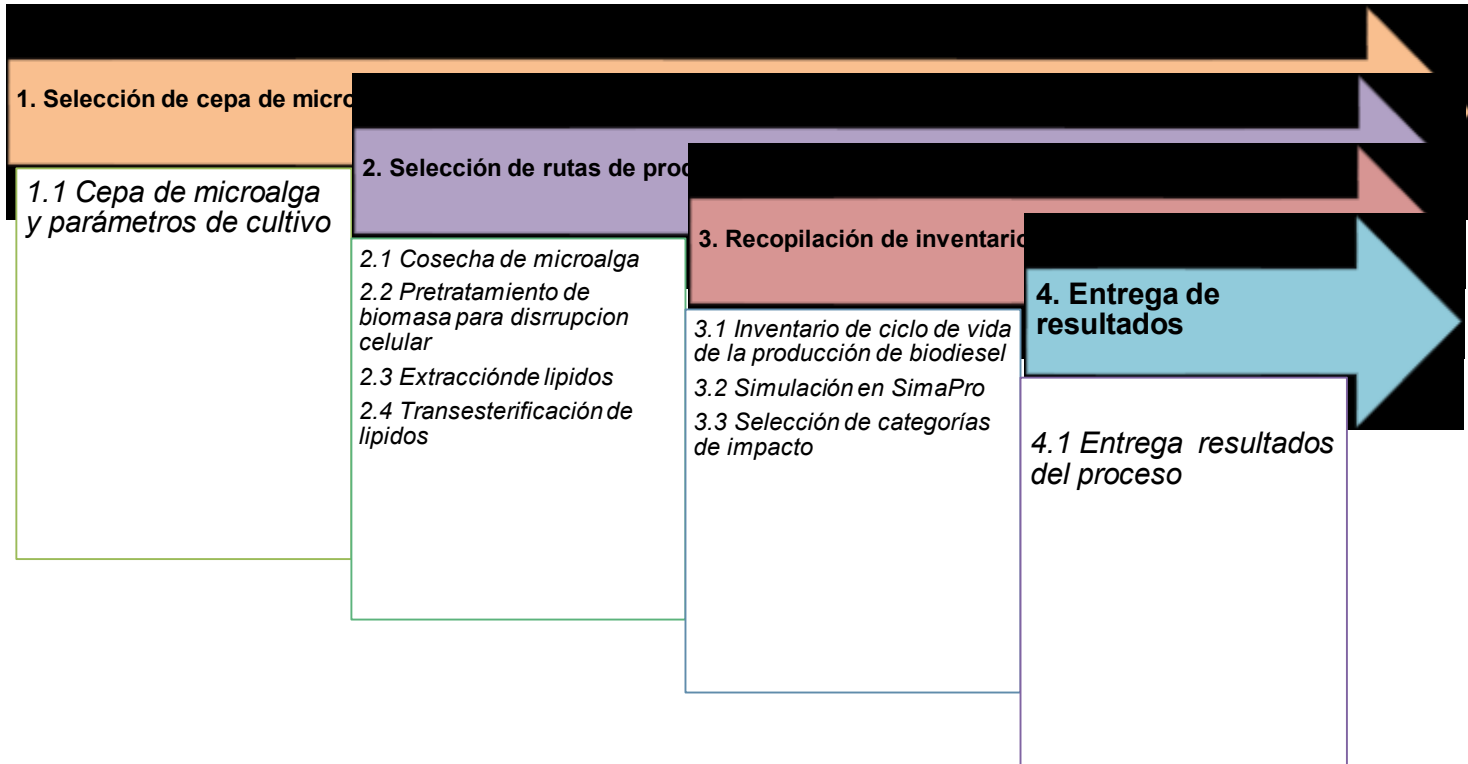 1. Selección de cepa de micro
1.1 Cepa de microalga
y parámetros de cultivo
2. Selección de rutas de proc
2.1 Cosecha de microalga
2.2 Pretratamiento de
biomasa para disrrupcion
celular
2.3 Extracciónde lipidos
2.4 Transesterificación de
lipidos
3. Recopilación de inventario
3.1 Inventario de ciclo de vida
de la producción de biodiesel
3.2 Simulación en SimaPro
3.3 Selección de categorías
de impacto
4. Entrega de
resultados
4.1 Entrega resultados
del proceso